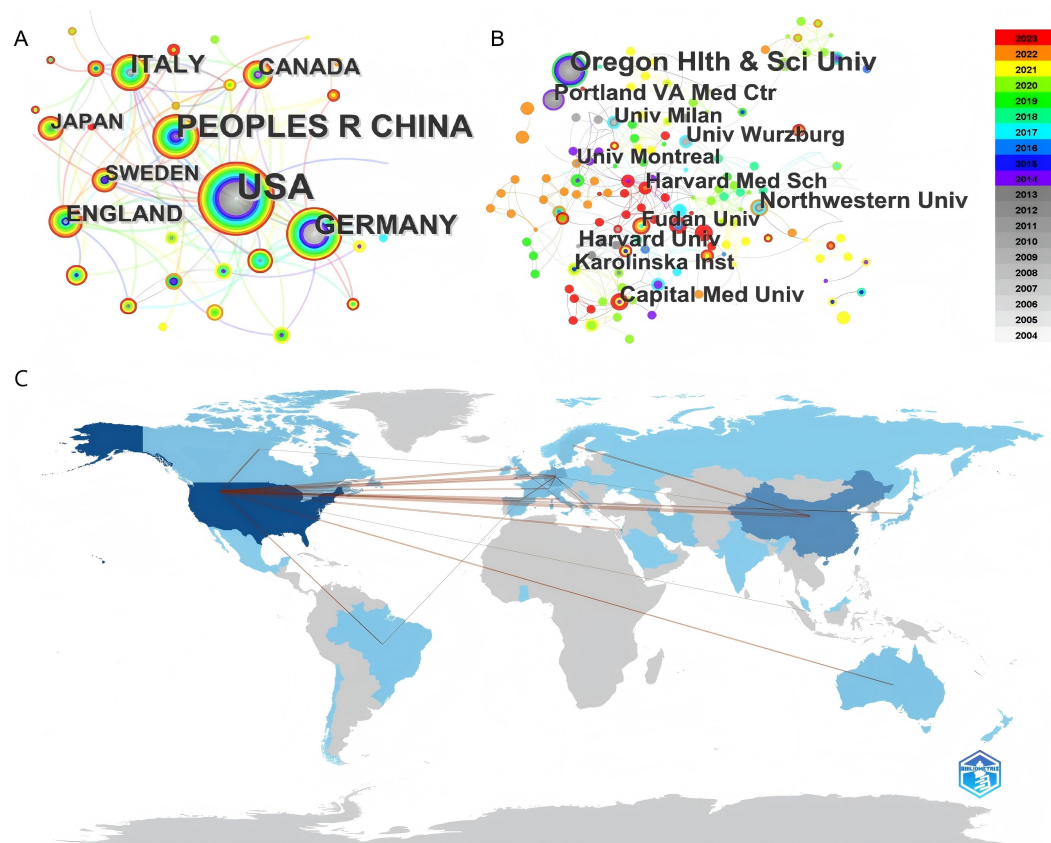 A
ITALY
CANADA
JAPAN
PEOPLES R CHINA
SWEDEN
USA
ENGLAND
GERMANY
B
Oregon Hlth & Sci Univ
Portland VA Med Ctr
Univ Milan
Univ Wurzburg
Univ Montreal
Harvard Med Sch
Northwestern Univ
Fudan Univ
Harvard Univ
Karolinska Inst
Capital Med Univ
2023
2022
2021
2020
2019
2018
2017
2016
2015
2014
2013
2012
2011
2010
2009
2008
2007
2006
2005
2004
C
BIBLIOMETRIX